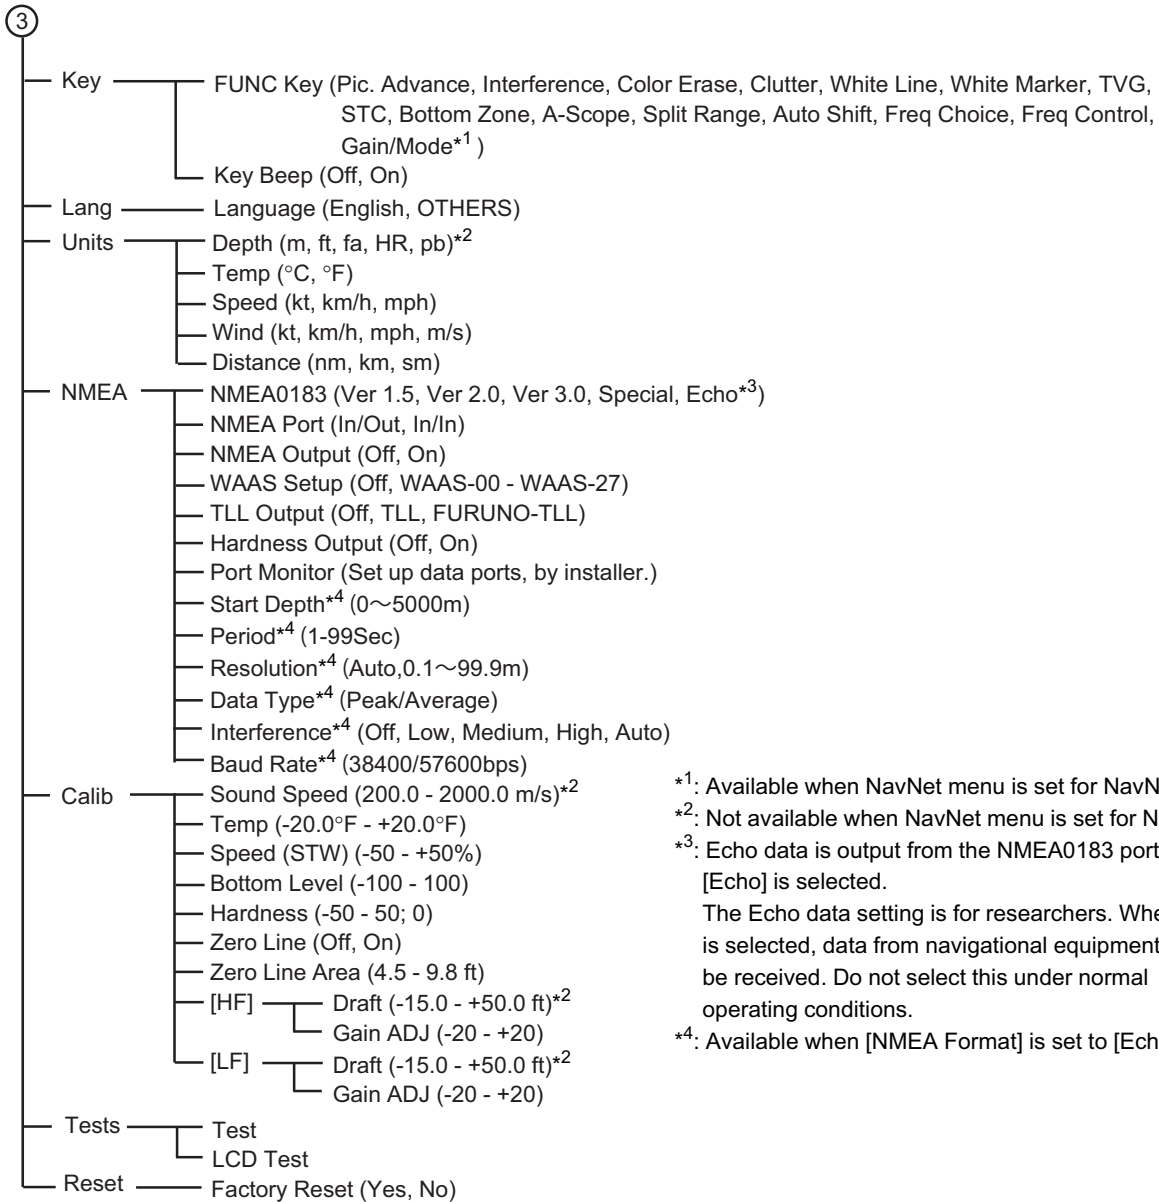 3
Key
FUNC Key (Pic. Advance, Interference, Color Erase, Clutter, White Line, White Marker, TVG,
STC, Bottom Zone, A-Scope, Split Range, Auto Shift, Freq Choice, Freq Control,
Gain/Mode*1 )
Key Beep (Off, On)
Lang
Language (English, OTHERS)
Units
Depth (m, ft, fa, HR, pb)*2
Temp (°C, °F)
Speed (kt, km/h, mph)
Wind (kt, km/h, mph, m/s)
Distance (nm, km, sm)
NMEA
NMEA0183 (Ver 1.5, Ver 2.0, Ver 3.0, Special, Echo*3)
NMEA Port (In/Out, In/In)
NMEA Output (Off, On)
WAAS Setup (Off, WAAS-00 - WAAS-27)
TLL Output (Off, TLL, FURUNO-TLL)
Hardness Output (Off, On)
Port Monitor (Set up data ports, by installer.)
Start Depth*4 (0～5000m)
Period*4 (1-99Sec)
Resolution*4 (Auto,0.1～99.9m)
Data Type*4 (Peak/Average)
Interference*4 (Off, Low, Medium, High, Auto)
Baud Rate*4 (38400/57600bps)
Calib
Sound Speed (200.0 - 2000.0 m/s)*2
Temp (-20.0°F - +20.0°F)
Speed (STW) (-50 - +50%)
Bottom Level (-100 - 100)
Hardness (-50 - 50; 0)
Zero Line (Off, On)
Zero Line Area (4.5 - 9.8 ft)
[HF]
Draft (-15.0 - +50.0 ft)*2
Gain ADJ (-20 - +20)
[LF]
Draft (-15.0 - +50.0 ft)*2
Gain ADJ (-20 - +20)
Tests
Test
LCD Test
Reset
Factory Reset (Yes, No)
*1: Available when NavNet menu is set for
*2: Not available when NavNet menu is set for
*3: Echo data is output from the NMEA0183 port
[Echo] is selected.
The Echo data setting is for researchers.
is selected, data from navigational equipment
be received. Do not select this under normal
operating conditions.
*4: Available when [NMEA Format] is set to